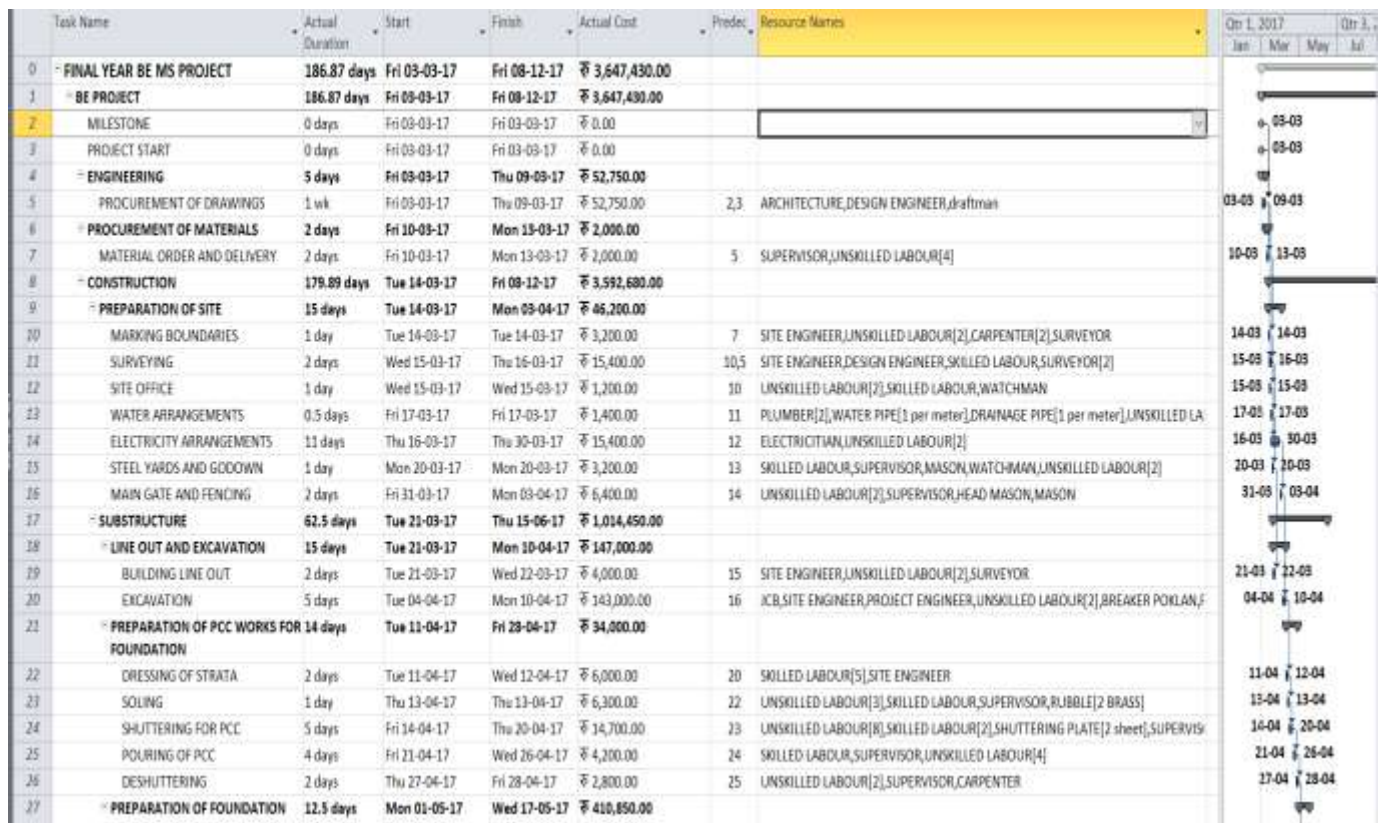 Task Name Actual Duration Start Finish Actual Cost Predec Resource Names Qtr 1, 2017 Qtr 3, 2
Jan Mar May Jul
0 FINAL YEAR BE MS PROJECT 186.87 days Fri 03-03-17 Fri 08-12-17 ₹ 3,647,430.00
1 BE PROJECT 186.87 days Fri 03-03-17 Fri 08-12-17 ₹ 3,647,430.00
2 MILESTONE 0 days Fri 03-03-17 Fri 03-03-17 ₹ 0.00 03-03
3 PROJECT START 0 days Fri 03-03-17 Fri 03-03-17 ₹ 0.00 03-03
4 ENGINEERING 5 days Fri 03-03-17 Thu 09-03-17 ₹ 52,750.00
5 PROCUREMENT OF DRAWINGS 1 wk Fri 03-03-17 Thu 09-03-17 ₹ 52,750.00 2,3 ARCHITECTURE,DESIGN ENGINEER,draftman 03-03 09-03
6 PROCUREMENT OF MATERIALS 2 days Fri 10-03-17 Mon 13-03-17 ₹ 2,000.00
7 MATERIAL ORDER AND DELIVERY 2 days Fri 10-03-17 Mon 13-03-17 ₹ 2,000.00 5 SUPERVISOR,UNSKILLED LABOUR[4] 10-03 13-03
8 CONSTRUCTION 179.89 days Tue 14-03-17 Fri 08-12-17 ₹ 3,592,680.00
9 PREPARATION OF SITE 15 days Tue 14-03-17 Mon 03-04-17 ₹ 46,200.00
10 MARKING BOUNDARIES 1 day Tue 14-03-17 Tue 14-03-17 ₹ 3,200.00 7 SITE ENGINEER,UNSKILLED LABOUR[2],CARPENTER[2],SURVEYOR 14-03 14-03
11 SURVEYING 2 days Wed 15-03-17 Thu 16-03-17 ₹ 15,400.00 10,5 SITE ENGINEER,DESIGN ENGINEER,SKILLED LABOUR,SURVEYOR[2] 15-03 16-03
12 SITE OFFICE 1 day Wed 15-03-17 Wed 15-03-17 ₹ 1,200.00 10 UNSKILLED LABOUR[2],SKILLED LABOUR,WATCHMAN 15-03 15-03
13 WATER ARRANGEMENTS 0.5 days Fri 17-03-17 Fri 17-03-17 ₹ 1,400.00 11 PLUMBER[2],WATER PIPE[1 per meter],DRAINAGE PIPE[1 per meter],UNSKILLED LA 17-03 17-03
14 ELECTRICITY ARRANGEMENTS 11 days Thu 16-03-17 Thu 30-03-17 ₹ 15,400.00 12 ELECTRICITIAN,UNSKILLED LABOUR[2] 16-03 30-03
15 STEEL YARDS AND GODOWN 1 day Mon 20-03-17 Mon 20-03-17 ₹ 3,200.00 13 SKILLED LABOUR,SUPERVISOR,MASON,WATCHMAN,UNSKILLED LABOUR[2] 20-03 20-03
16 MAIN GATE AND FENCING 2 days Fri 31-03-17 Mon 03-04-17 ₹ 6,400.00 14 UNSKILLED LABOUR[2],SUPERVISOR,HEAD MASON,MASON 31-03 03-04
17 SUBSTRUCTURE 62.5 days Tue 21-03-17 Thu 15-06-17 ₹ 1,014,450.00
18 LINE OUT AND EXCAVATION 15 days Tue 21-03-17 Mon 10-04-17 ₹ 147,000.00
19 BUILDING LINE OUT 2 days Tue 21-03-17 Wed 22-03-17 ₹ 4,000.00 15 SITE ENGINEER,UNSKILLED LABOUR[2],SURVEYOR 21-03 22-03
20 EXCAVATION 5 days Tue 04-04-17 Mon 10-04-17 ₹ 143,000.00 16 JCB,SITE ENGINEER,PROJECT ENGINEER,UNSKILLED LABOUR[2],BREAKER POKLAN,F 04-04 10-04
21 PREPARATION OF PCC WORKS FOR 14 days Tue 11-04-17 Fri 28-04-17 ₹ 34,000.00
FOUNDATION
22 DRESSING OF STRATA 2 days Tue 11-04-17 Wed 12-04-17 ₹ 6,000.00 20 SKILLED LABOUR[5],SITE ENGINEER 11-04 12-04
23 SOLING 1 day Thu 13-04-17 Thu 13-04-17 ₹ 6,300.00 22 UNSKILLED LABOUR[3],SKILLED LABOUR,SUPERVISOR,RUBBLE[2 BRASS] 13-04 13-04
24 SHUTTERING FOR PCC 5 days Fri 14-04-17 Thu 20-04-17 ₹ 14,700.00 23 UNSKILLED LABOUR[8],SKILLED LABOUR[2],SHUTTERING PLATE[2 sheet],SUPERVIS 14-04 20-04
25 POURING OF PCC 4 days Fri 21-04-17 Wed 26-04-17 ₹ 4,200.00 24 SKILLED LABOUR,SUPERVISOR,UNSKILLED LABOUR[4] 21-04 26-04
26 DESHUTTERING 2 days Thu 27-04-17 Fri 28-04-17 ₹ 2,800.00 25 UNSKILLED LABOUR[2],SUPERVISOR,CARPENTER 27-04 28-04
27 PREPARATION OF FOUNDATION 12.5 days Mon 01-05-17 Wed 17-05-17 ₹ 410,850.00